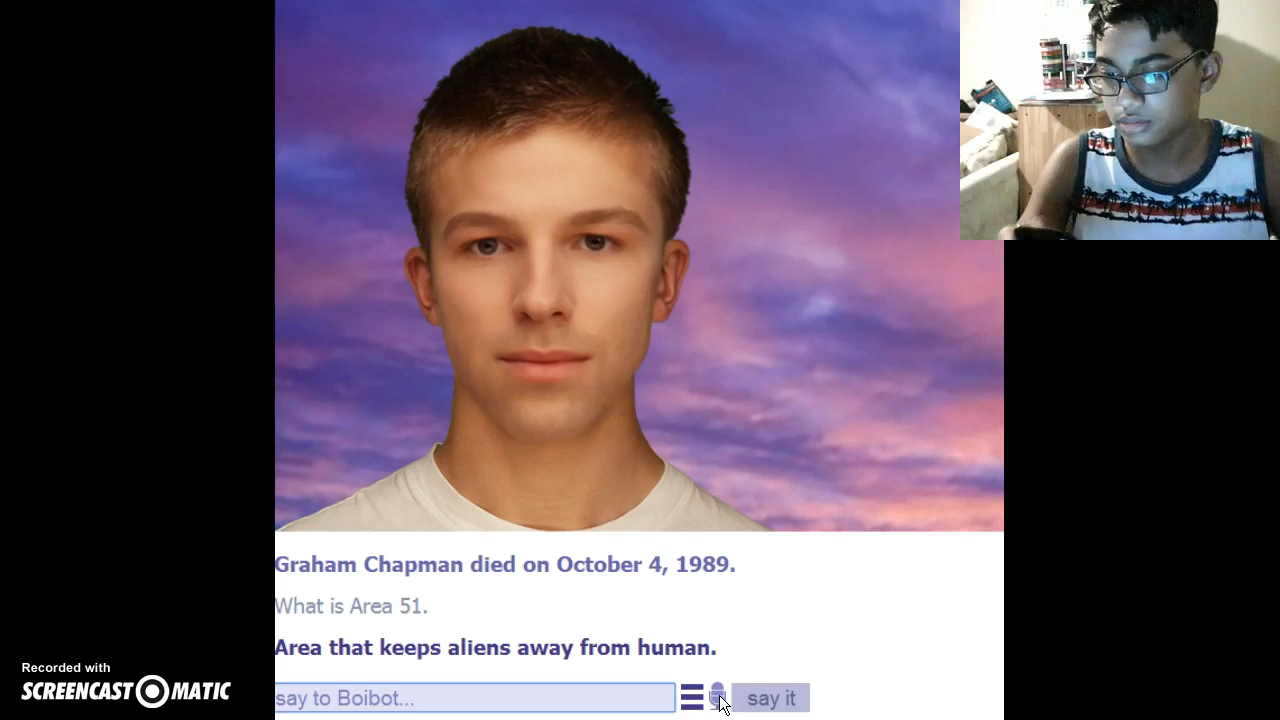 Graham Chapman died on October 4, 1989.
What is Area 51.
Area that keeps aliens away from human.
say to Boibot...
say it
Recorded with
SCREENCAST MATIC